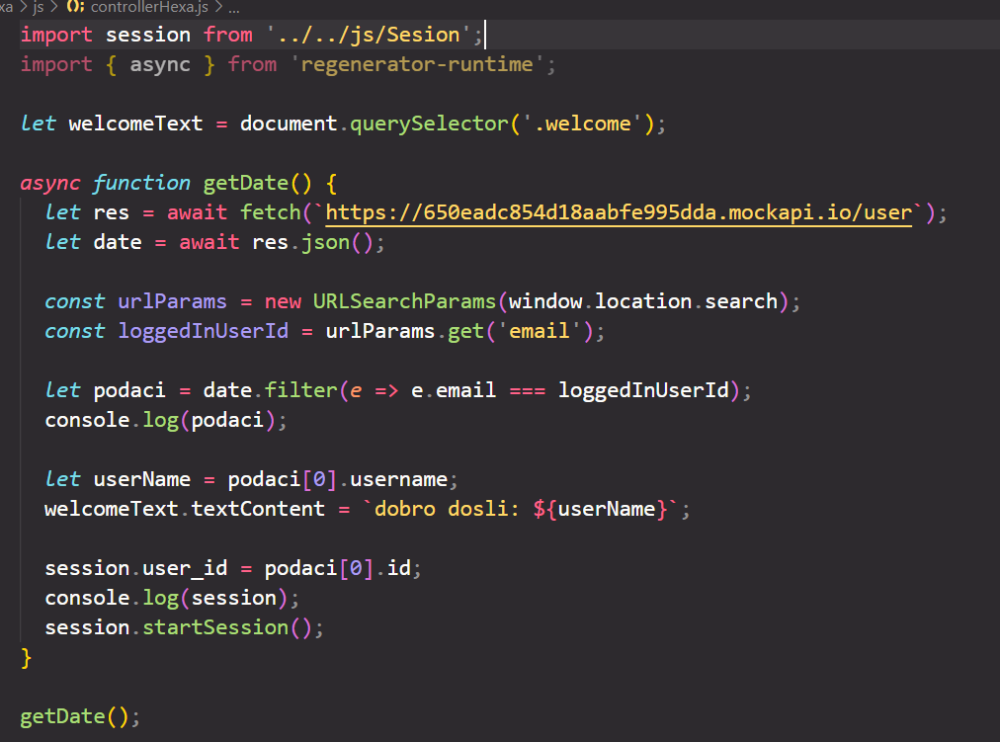 xa > js > controllerHexa.js > ...
import session from '../../js/Sesion';
import { async } from 'regenerator-runtime';
let welcomeText = document.querySelector('.welcome');
async function getDate() {
let res = await fetch(`https://650eadc854d18aabfe995dda.mockapi.io/user`);
let date = await res.json();
const urlParams = new URLSearchParams(window.location.search);
const loggedInUserId = urlParams.get('email');
let podaci = date.filter(e => e.email === loggedInUserId);
console.log(podaci);
let userName = podaci[0].username;
welcomeText.textContent = `dobro dosli: ${userName}`;
session.user_id = podaci[0].id;
console.log(session);
session.startSession();
}
getDate();